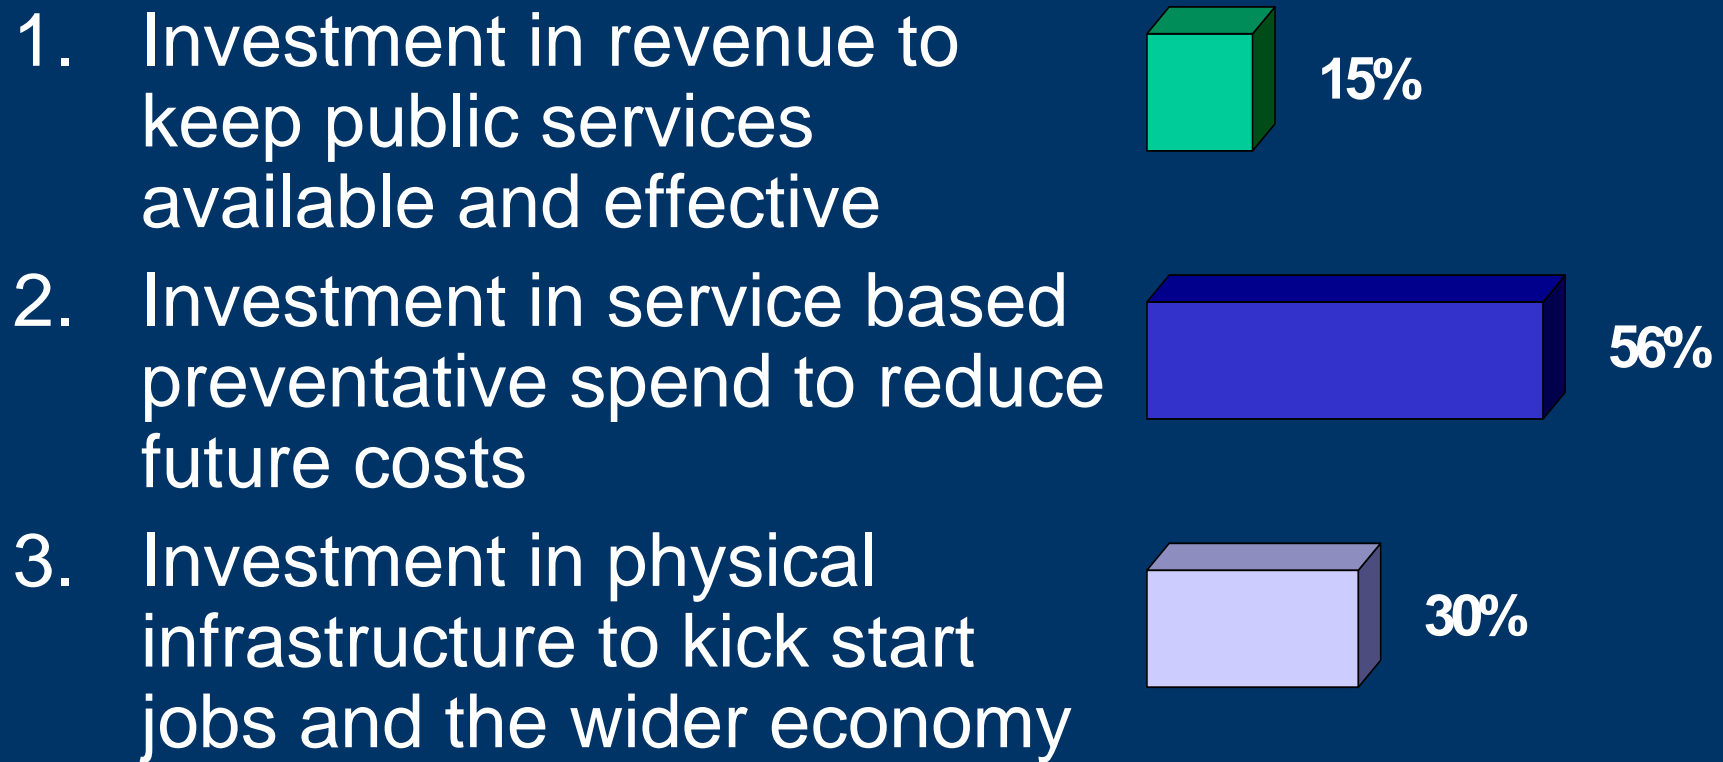 1. Investment in revenue to
keep public services
available and effective
15%
2. Investment in service based
preventative spend to reduce
future costs
56%
3. Investment in physical
infrastructure to kick start
jobs and the wider economy
30%